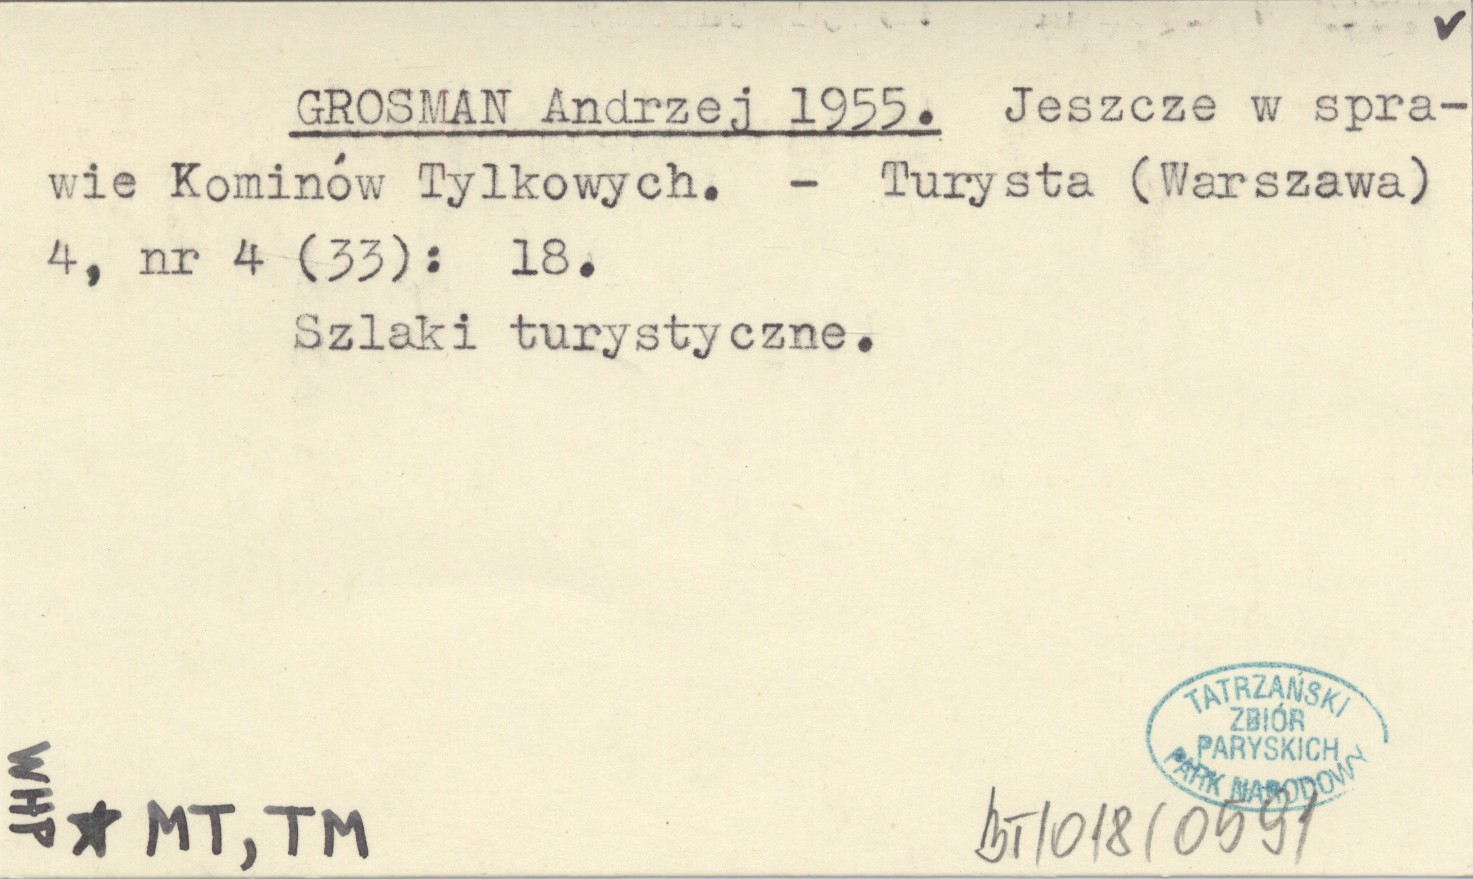 GROSMAN Andrzej 1955. Jeszcze w spra-
wie Kominów Tylkowych. - Turysta (Warszawa)
4, nr 4 (33): 18.
Szlaki turystyczne.
TATRZAŃSKI
ZBIÓR
PARYSKICH
PARK NARODOWY
WHP
★ MT, TM
BT/018/0591